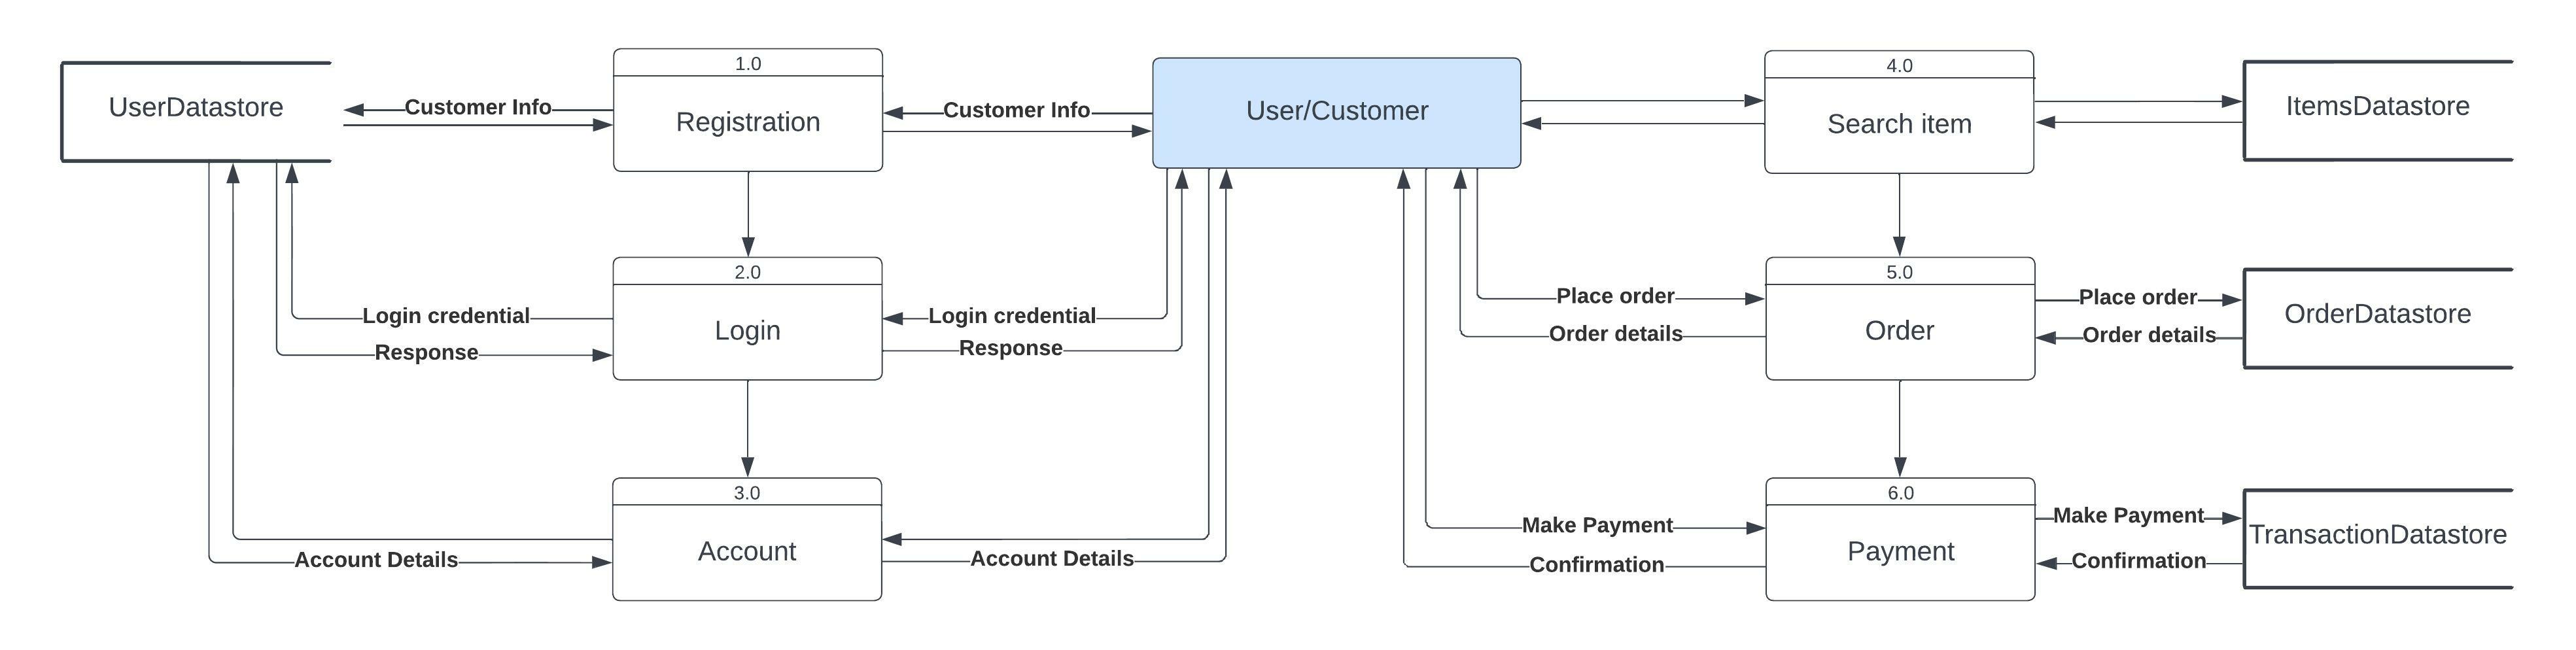 UserDatastore
Customer Info
1.0
Registration
Customer Info
User/Customer
4.0
Search item
ItemsDatastore
Login credential
Response
2.0
Login
Login credential
Response
Place order
Order details
5.0
Order
Place order
Order details
OrderDatastore
Account Details
3.0
Account
Account Details
Make Payment
Confirmation
6.0
Payment
Make Payment
Confirmation
TransactionDatastore